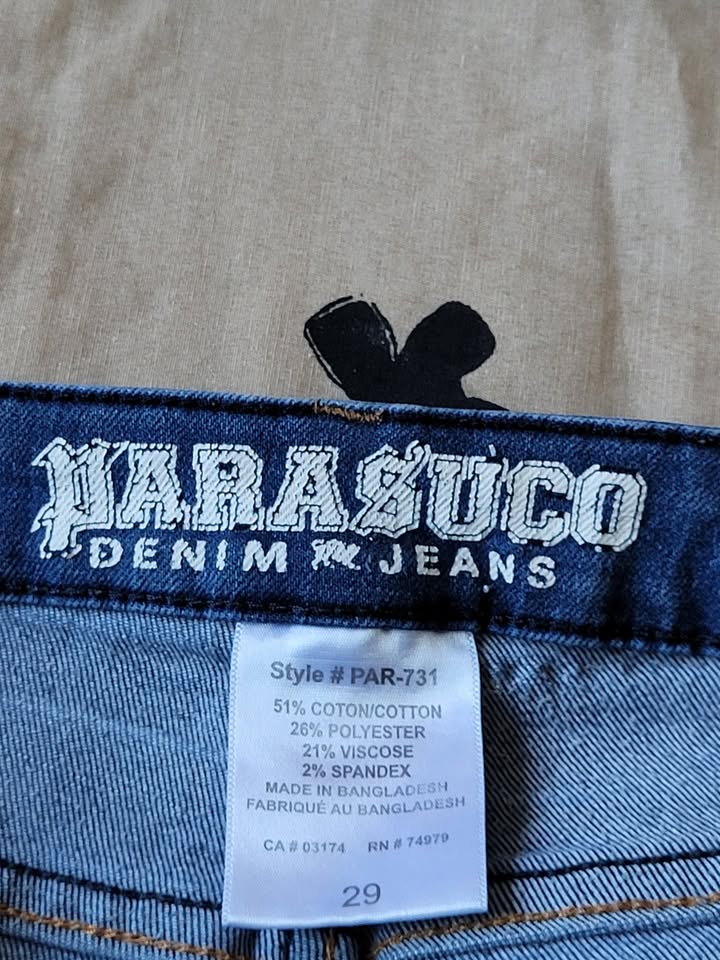 PARASUCO
DENIM JEANS
Style # PAR-731
51% COTON/COTTON
26% POLYESTER
21% VISCOSE
2% SPANDEX
MADE IN BANGLADESH
FABRIQUÉ AU BANGLADESH
CA # 03174 RN # 74979
29